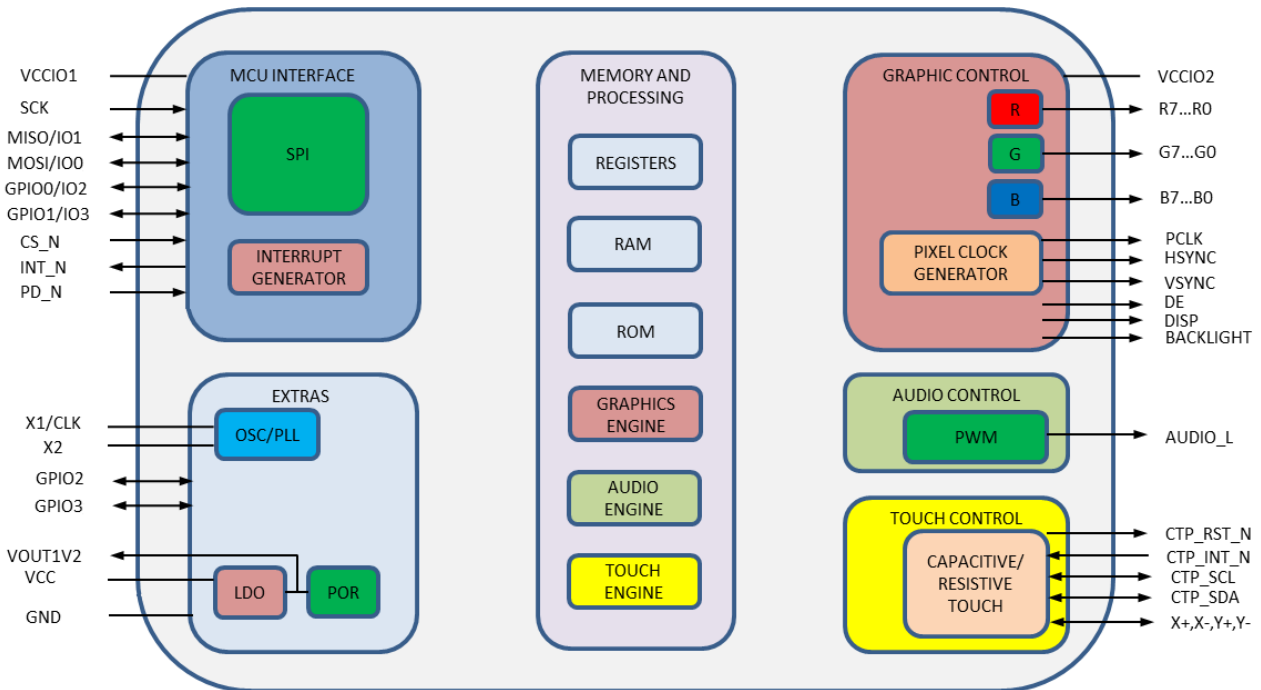 VCCIO1
SCK
MISO/IO1
MOSI/IO0
GPIO0/IO2
GPIO1/IO3
CS_N
INT_N
PD_N
MCU INTERFACE
SPI
INTERRUPT
GENERATOR
X1/CLK
X2
GPIO2
GPIO3
VOUT1V2
VCC
GND
EXTRAS
OSC/PLL
LDO
POR
MEMORY AND
PROCESSING
REGISTERS
RAM
ROM
GRAPHICS
ENGINE
AUDIO
ENGINE
TOUCH
ENGINE
GRAPHIC CONTROL
R
G
B
PIXEL CLOCK
GENERATOR
VCCIO2
R7...R0
G7...G0
B7...B0
PCLK
HSYNC
VSYNC
DE
DISP
BACKLIGHT
AUDIO CONTROL
PWM
AUDIO_L
TOUCH CONTROL
CAPACITIVE/
RESISTIVE
TOUCH
CTP_RST_N
CTP_INT_N
CTP_SCL
CTP_SDA
X+,X-,Y+,Y-